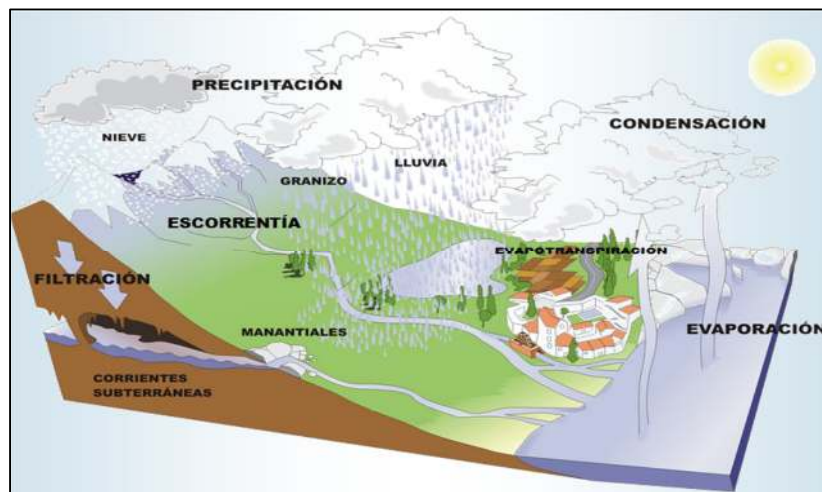 PRECIPITACIÓN
NIEVE
CONDENSACIÓN
LLUVIA
GRANIZO
ESCORRENTÍA
EVAPOTRANSPIRACIÓN
FILTRACIÓN
MANANTIALES
EVAPORACIÓN
CORRIENTES
SUBTERRÁNEAS